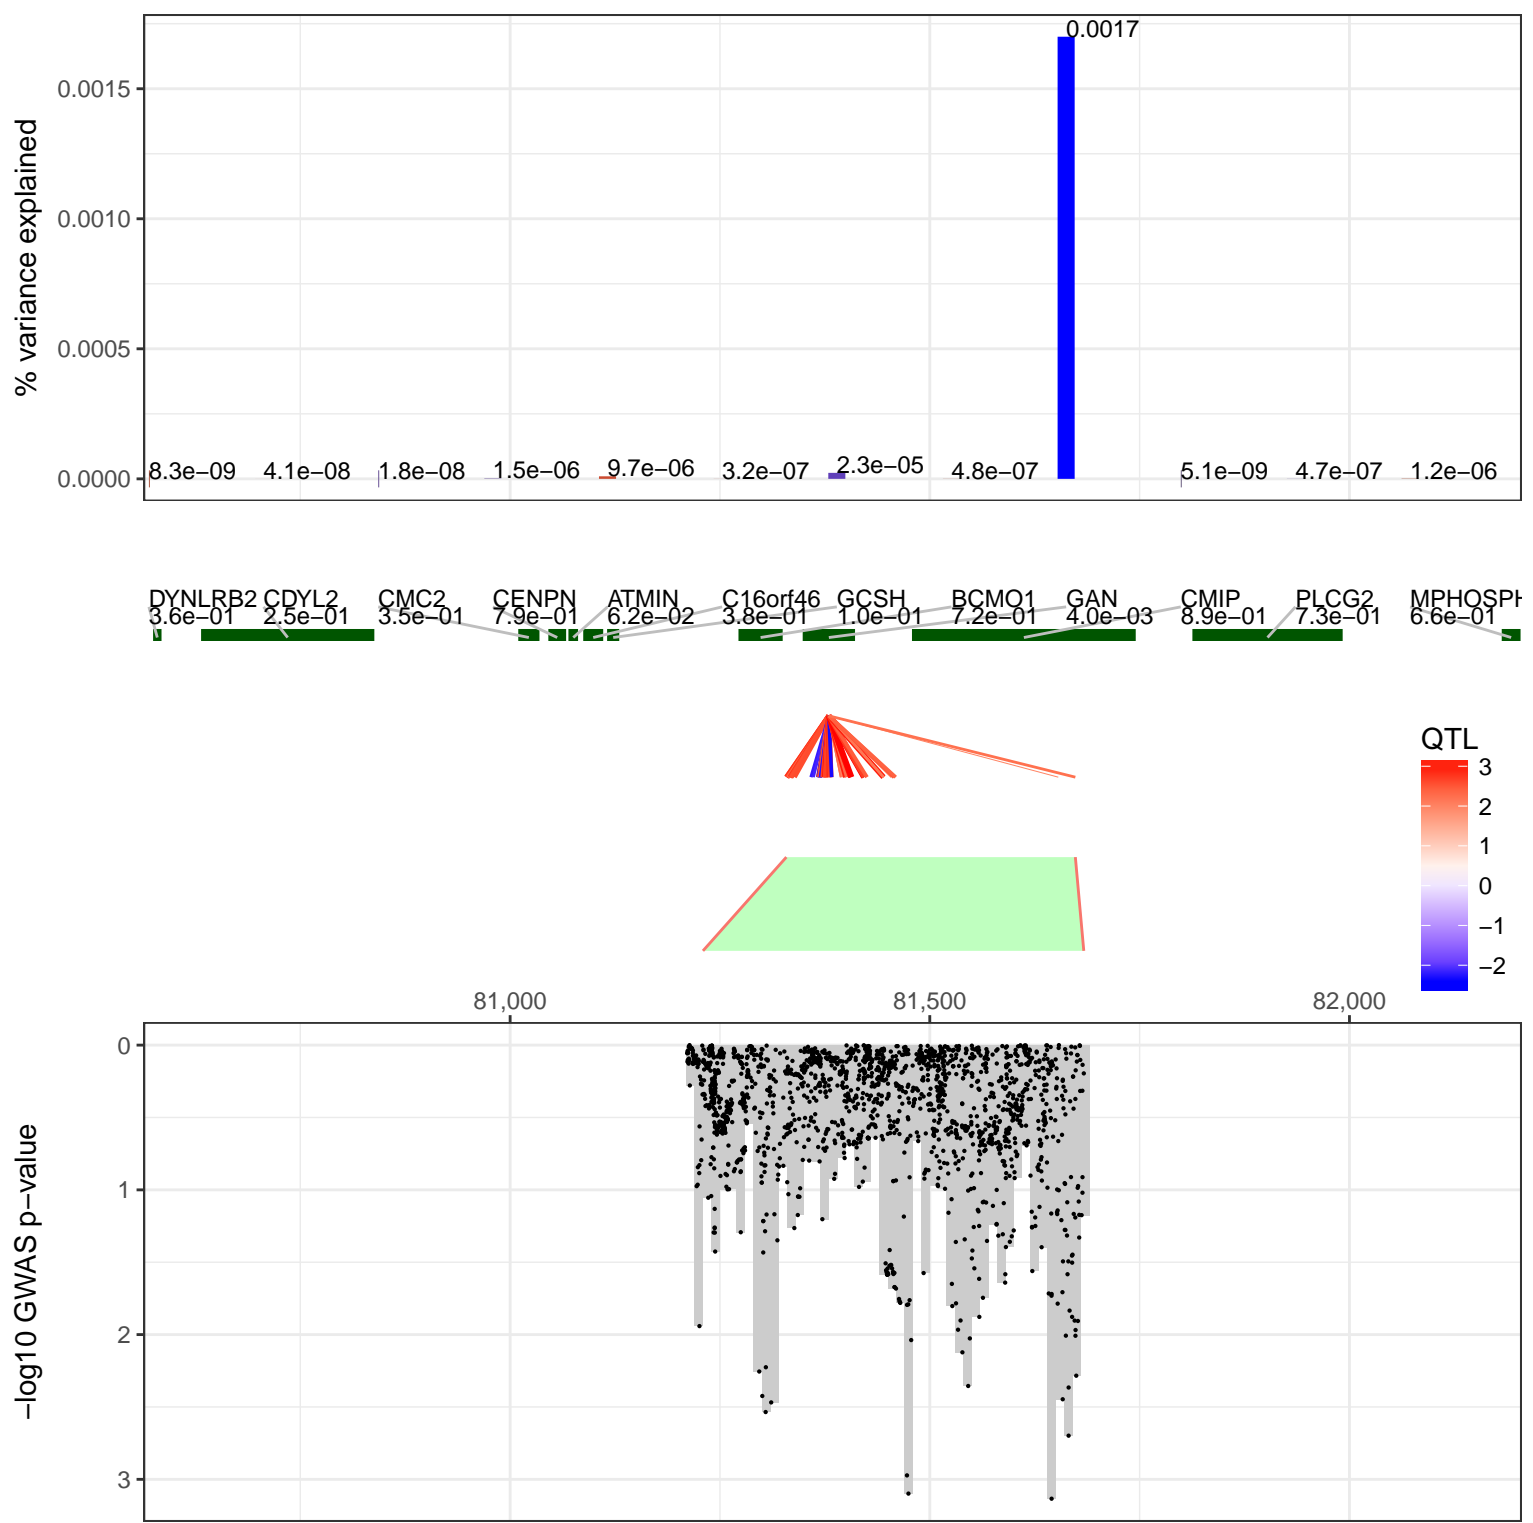 % variance explained
0.0015
0.0010
0.0005
0.0000
0.0017
8.3e−09 4.1e−08 1.8e−08 1.5e−06 9.7e−06 3.2e−07 2.3e−05 4.8e−07 5.1e−09 4.7e−07 1.2e−06
DYNLRB2 CDYL2 CMC2 CENPN ATMIN C16orf46 GCSH BCMO1 GAN CMIP PLCG2 MPHOSPH
3.6e−01 2.5e−01 3.5e−01 7.9e−01 6.2e−02 3.8e−01 1.0e−01 7.2e−01 4.0e−03 8.9e−01 7.3e−01 6.6e−01
QTL
3
2
1
0
−1
−2
81,000 81,500 82,000
−log10 GWAS p−value
0
1
2
3